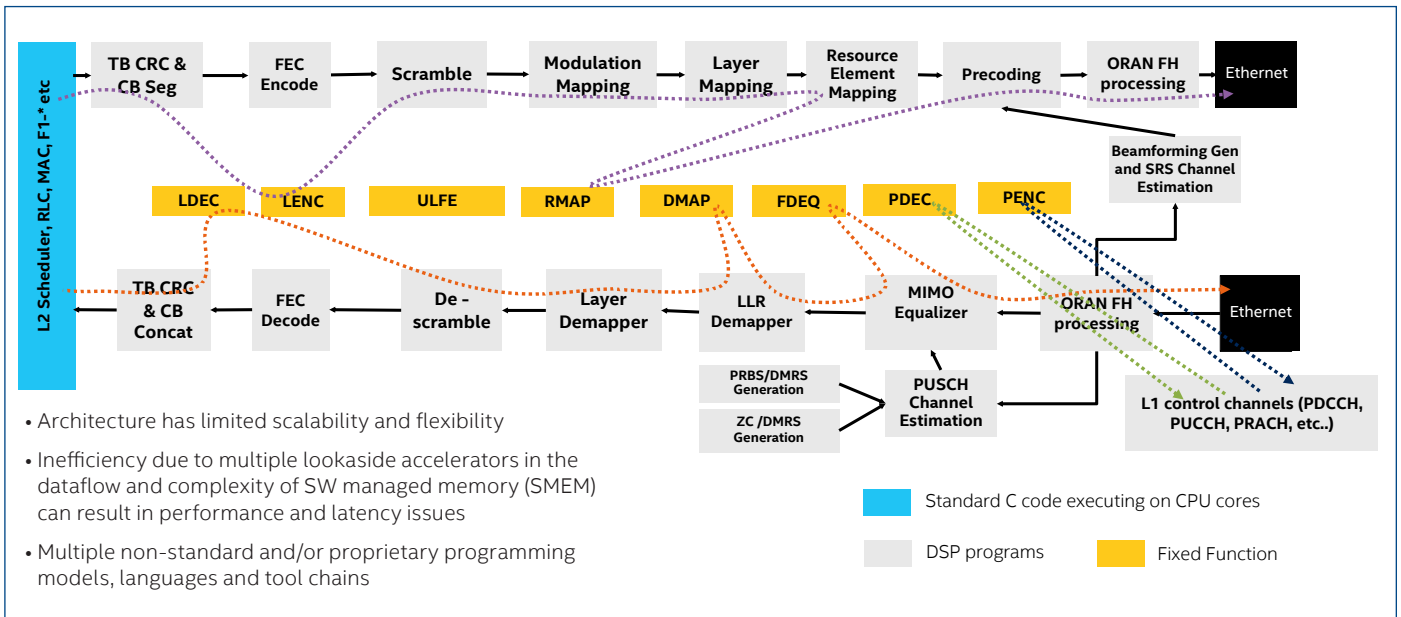 L2 Scheduler, RLC, MAC, F1-* etc
TB CRC &
CB Seg
FEC
Encode
Scramble
Modulation
Mapping
Layer
Mapping
Resource
Element
Mapping
Precoding
ORAN FH
processing
Ethernet
Beamforming Gen
and SRS Channel
Estimation
LDEC
LENC
ULFE
RMAP
DMAP
FDEQ
PDEC
PENC
TB CRC
& CB
Concat
FEC
Decode
De -
scramble
Layer
Demapper
LLR
Demapper
MIMO
Equalizer
ORAN FH
processing
Ethernet
PRBS/DMRS
Generation
ZC /DMRS
Generation
PUSCH
Channel
Estimation
L1 control channels (PDCCH,
PUCCH, PRACH, etc..)
• Architecture has limited scalability and flexibility
• Inefficiency due to multiple lookaside accelerators in the
dataflow and complexity of SW managed memory (SMEM)
can result in performance and latency issues
• Multiple non-standard and/or proprietary programming
models, languages and tool chains
Standard C code executing on CPU cores
DSP programs
Fixed Function